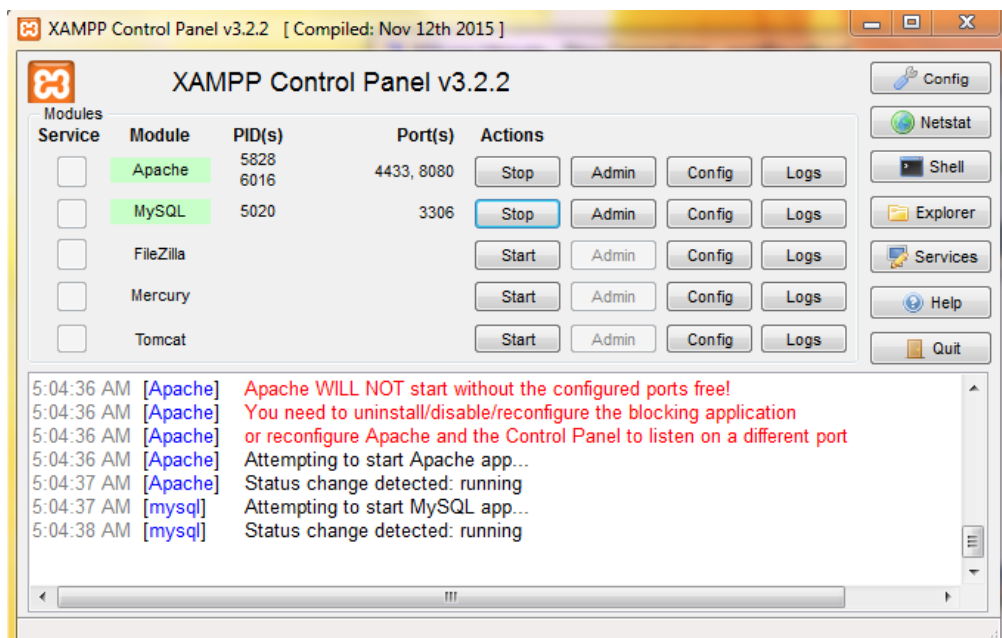 XAMPP Control Panel v3.2.2 [ Compiled: Nov 12th 2015 ]
XAMPP Control Panel v3.2.2
Config
Modules
Service Module PID(s) Port(s) Actions
Netstat
Apache 5828 6016 4433, 8080 Stop Admin Config Logs
Shell
MySQL 5020 3306 Stop Admin Config Logs
Explorer
FileZilla Start Admin Config Logs
Services
Mercury Start Admin Config Logs
Help
Tomcat Start Admin Config Logs
Quit
5:04:36 AM [Apache] Apache WILL NOT start without the configured ports free!
5:04:36 AM [Apache] You need to uninstall/disable/reconfigure the blocking application
5:04:36 AM [Apache] or reconfigure Apache and the Control Panel to listen on a different port
5:04:36 AM [Apache] Attempting to start Apache app...
5:04:37 AM [Apache] Status change detected: running
5:04:37 AM [mysql] Attempting to start MySQL app...
5:04:38 AM [mysql] Status change detected: running